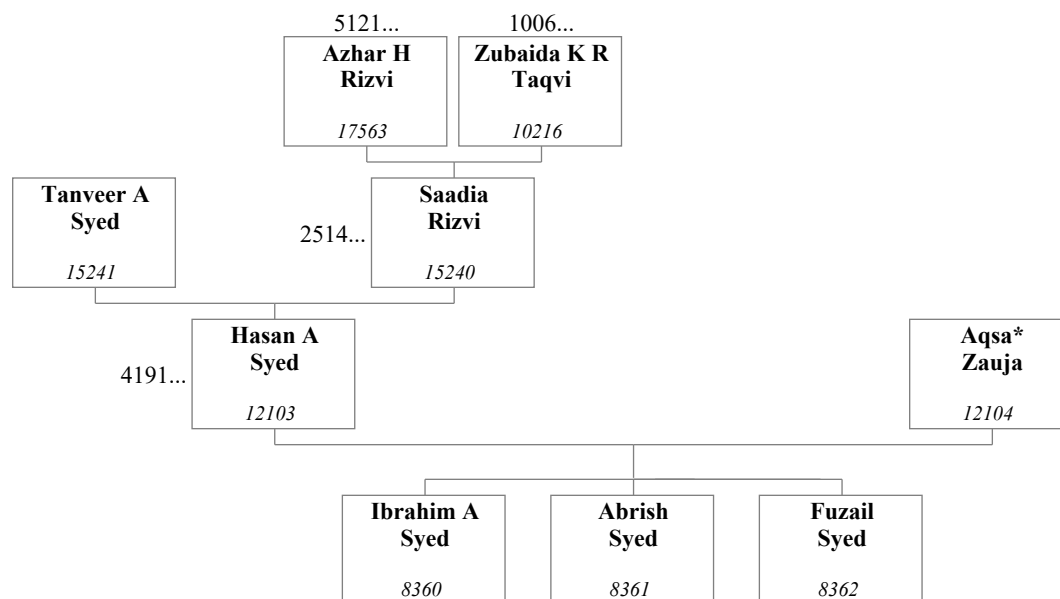 5121...
1006...
Azhar H
Rizvi
17563
Zubaida K R
Taqvi
10216
Tanveer A
Syed
15241
2514...
Saadia
Rizvi
15240
4191...
Hasan A
Syed
12103
Aqsa*
Zauja
12104
Ibrahim A
Syed
8360
Abrish
Syed
8361
Fuzail
Syed
8362